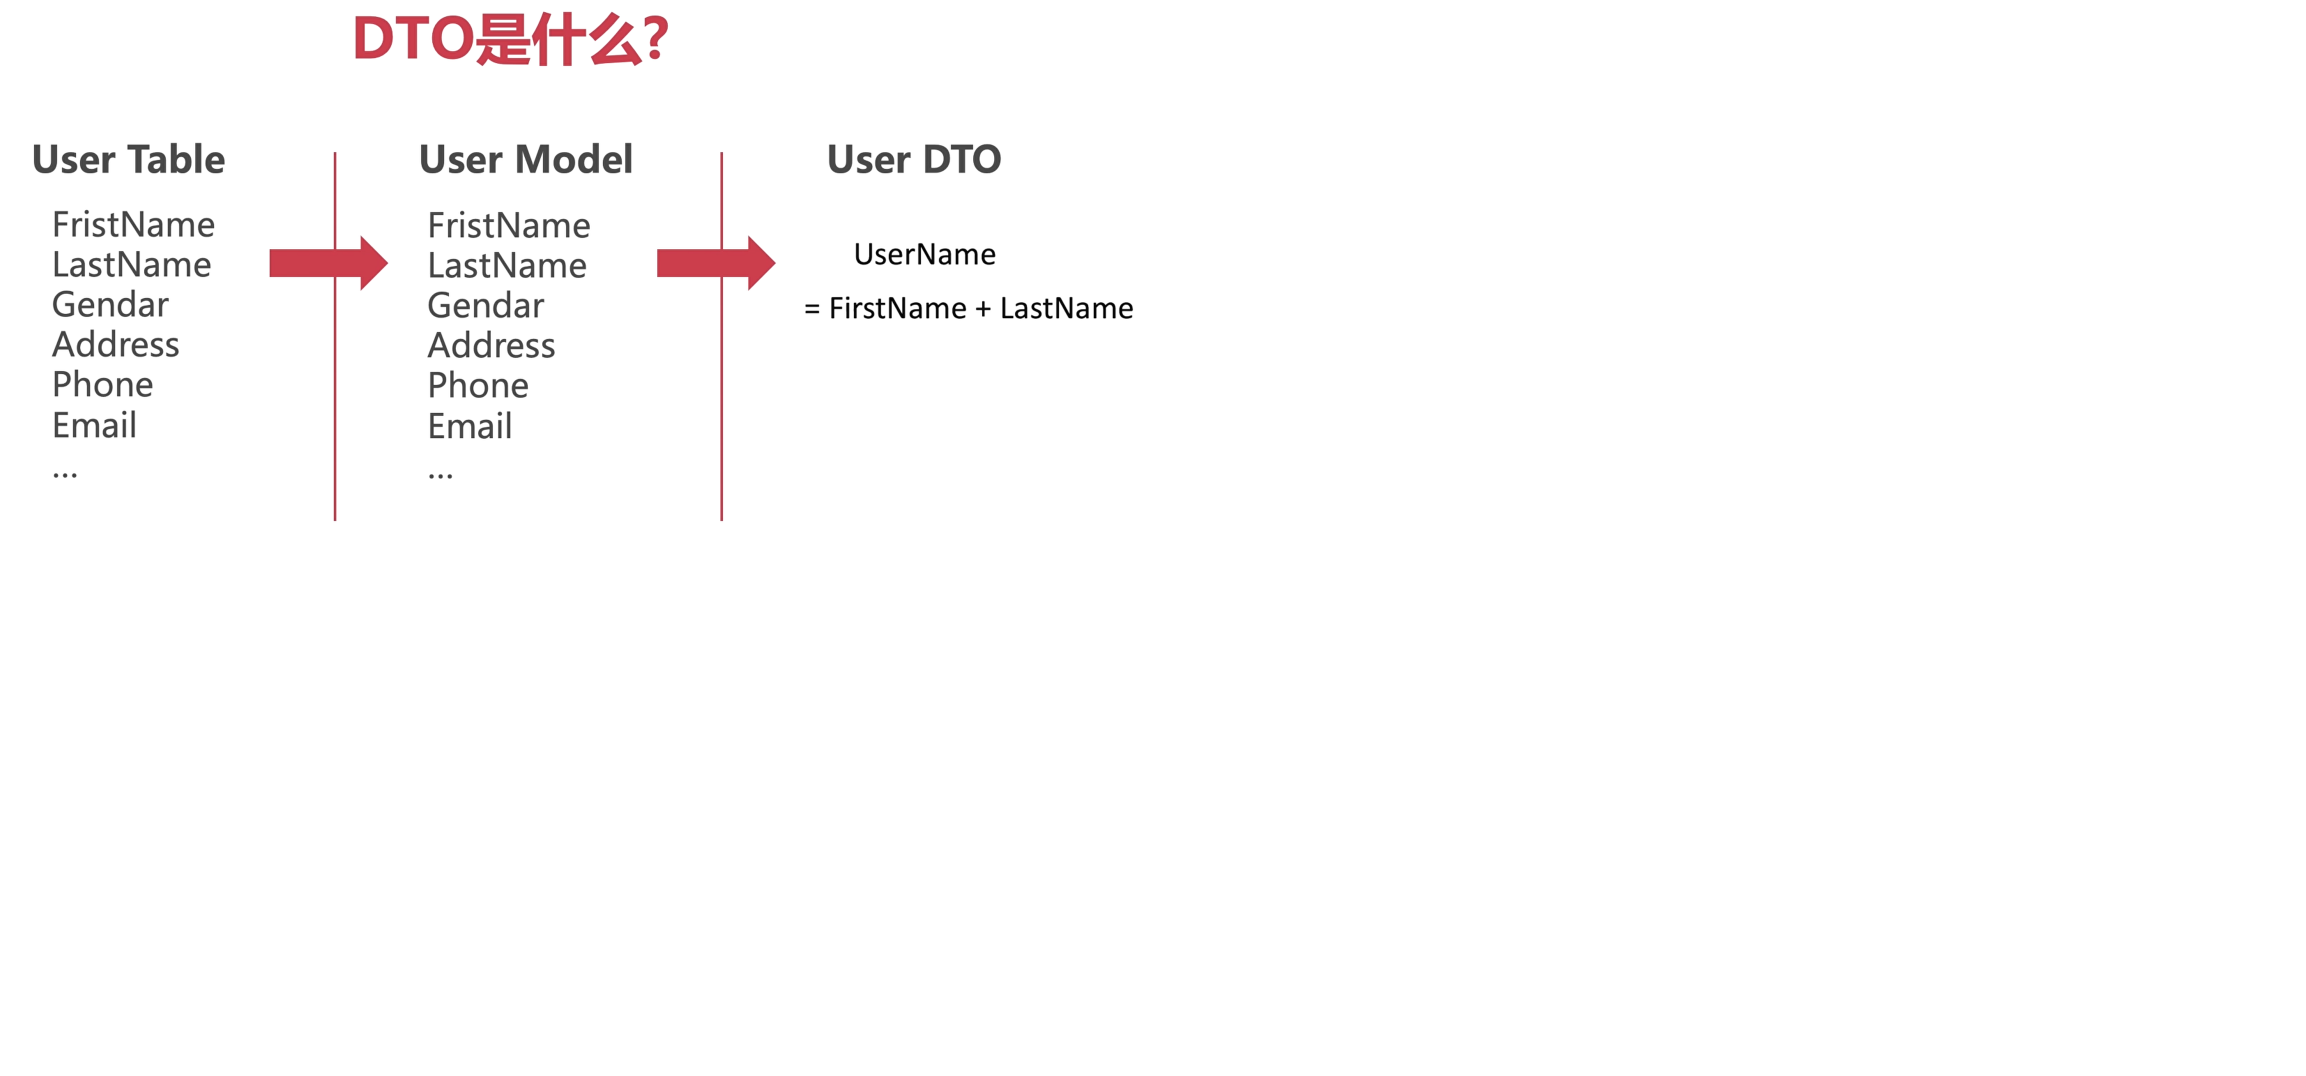 DTO是什么?
User Table
FristName
LastName
Gendar
Address
Phone
Email
...
User Model
FristName
LastName
Gendar
Address
Phone
Email
...
User DTO
UserName
= FirstName + LastName